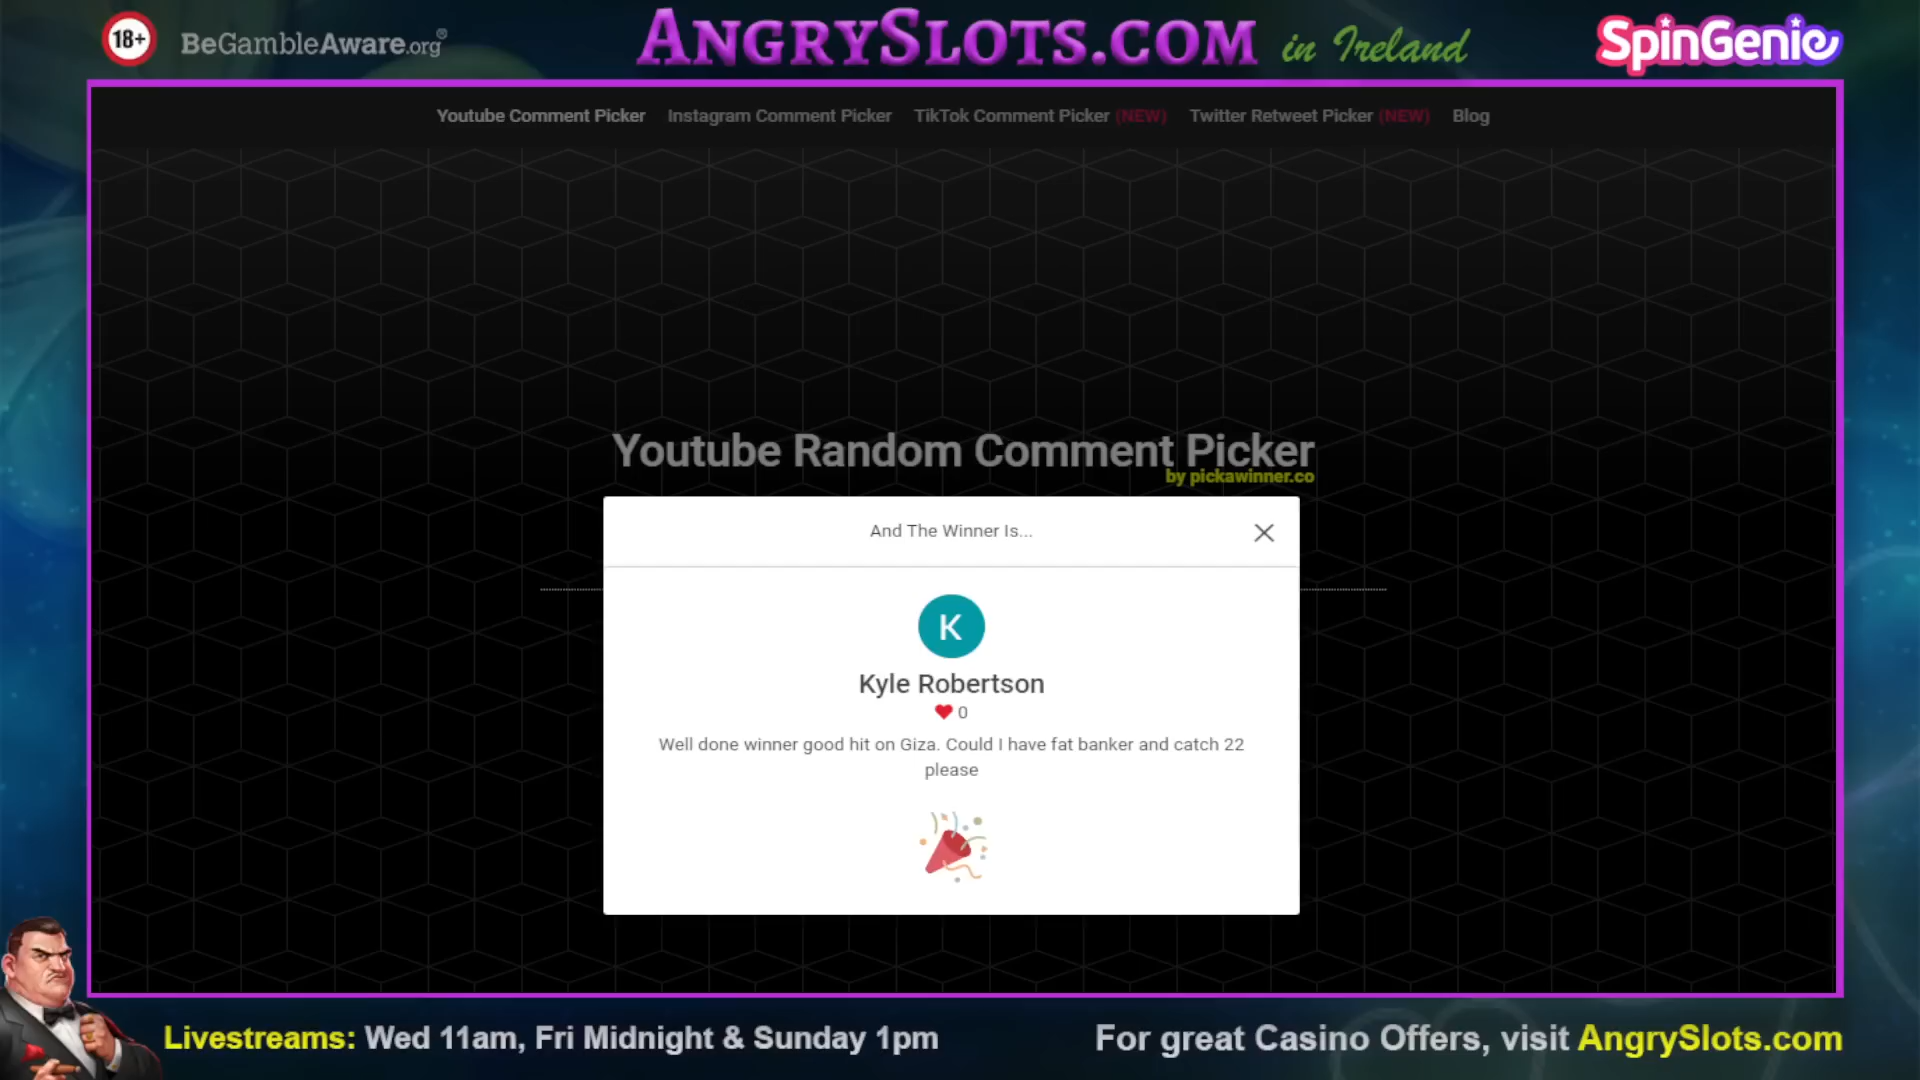 18+
BeGambleAware.org®
AngrySlots.com in Ireland
SpinGenie
Youtube Comment Picker Instagram Comment Picker TikTok Comment Picker (NEW) Twitter Retweet Picker (NEW) Blog
Youtube Random Comment Picker
by pickawinner.co
And The Winner Is...
K
Kyle Robertson
0
Well done winner good hit on Giza. Could I have fat banker and catch 22
please
Livestreams: Wed 11am, Fri Midnight & Sunday 1pm
For great Casino Offers, visit AngrySlots.com